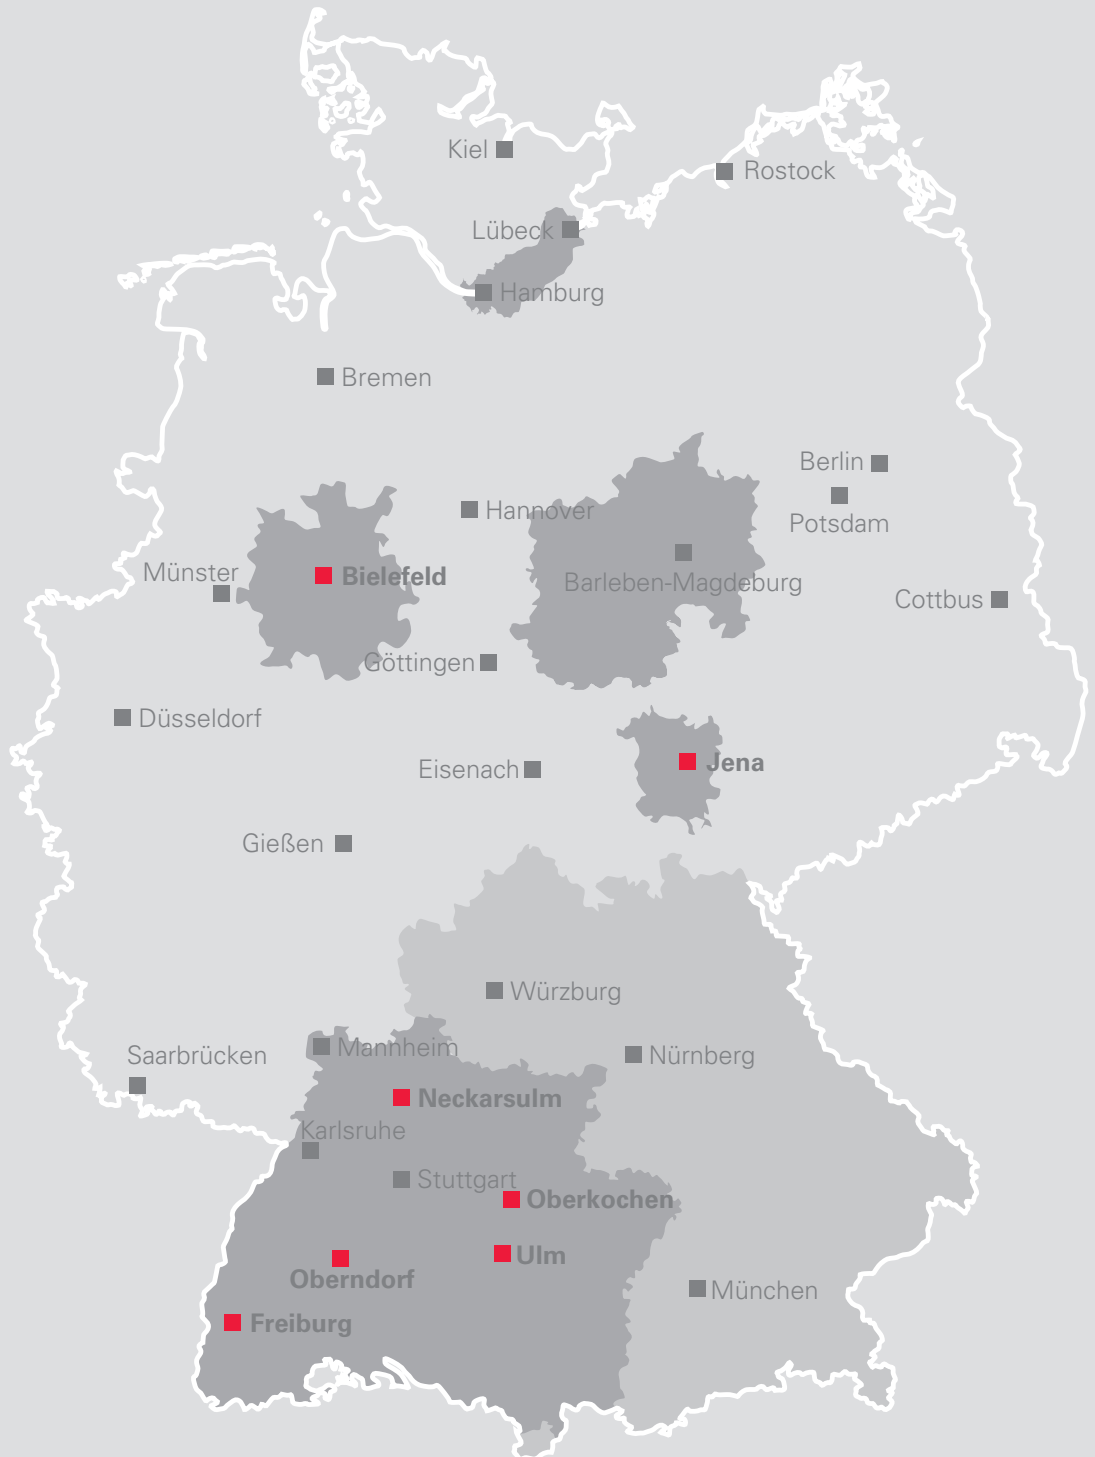 Kiel
Rostock
Lübeck
Hamburg
Bremen
Berlin
Hannover
Potsdam
Münster
Bielefeld
Barleben-Magdeburg
Cottbus
Göttingen
Düsseldorf
Jena
Eisenach
Gießen
Würzburg
Mannheim
Saarbrücken
Nürnberg
Neckarsulm
Karlsruhe
Stuttgart
Oberkochen
Ulm
Oberndorf
München
Freiburg